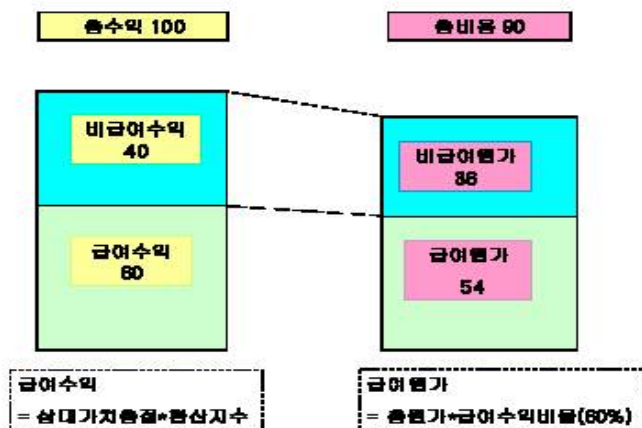 총수익 100
총비용 90
비급여수익
40
비급여원가
36
급여수익
60
급여원가
54
급여수익
= 상대가치총점*환산지수
급여원가
= 총원가*급여수익비율(60%)